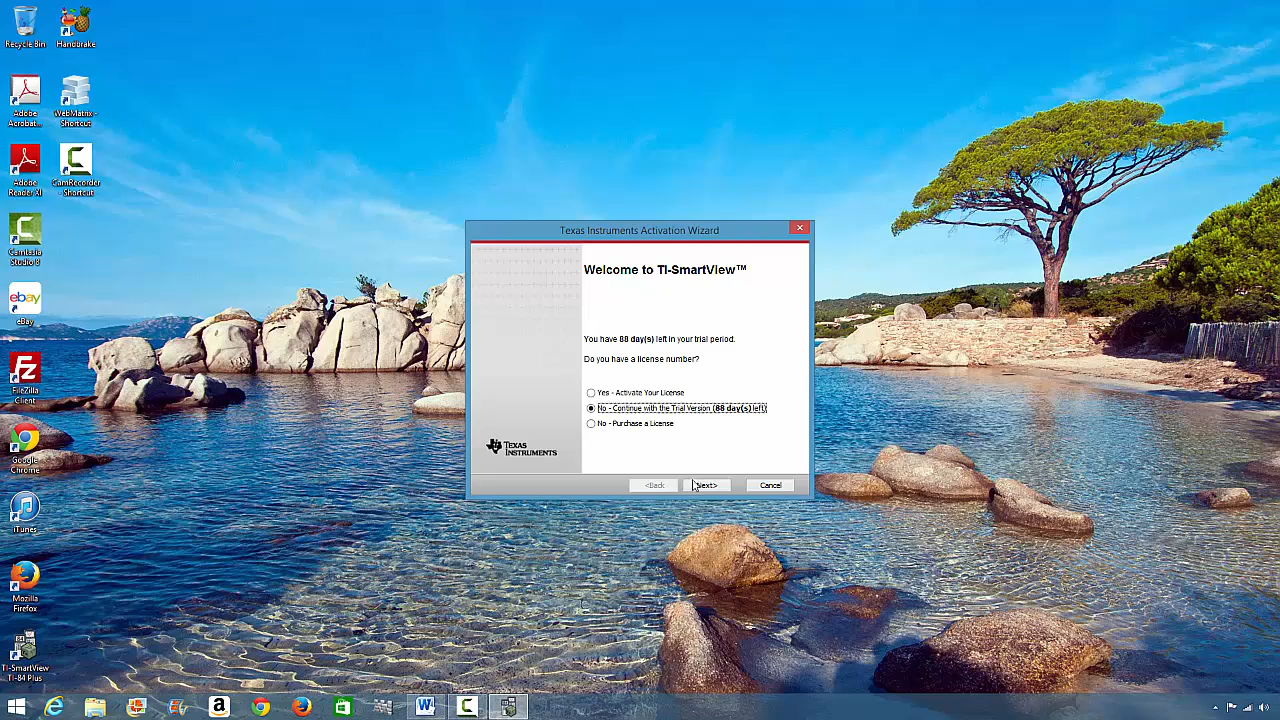 Recycle Bin
Handbrake
Adobe
Acrobat...
WebMatrix -
Shortcut
Adobe
Reader XI
CamRecorder
- Shortcut
Camtasia
Studio 8
ebay
eBay
FileZilla
Client
Google
Chrome
iTunes
Mozilla
Firefox
84
TI-SmartView
TI-84 Plus
Texas Instruments Activation Wizard
Welcome to TI-SmartView™
You have 88 day(s) left in your trial period.
Do you have a license number?
Yes - Activate Your License
No - Continue with the Trial Version (88 day(s) left)
No - Purchase a License
TEXAS
INSTRUMENTS
<Back
Next>
Cancel